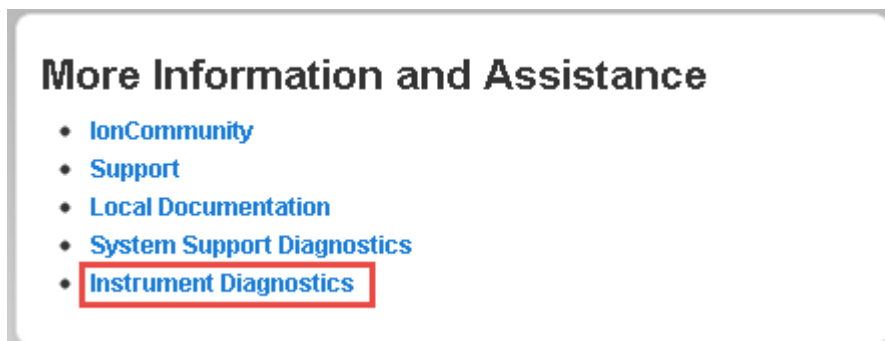 More Information and Assistance
IonCommunity
Support
Local Documentation
System Support Diagnostics
Instrument Diagnostics